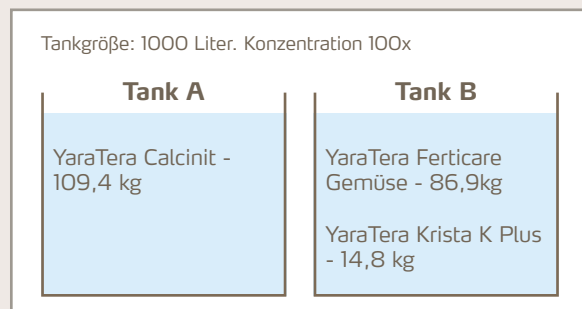 Tankgröße: 1000 Liter. Konzentration 100x
Tank A
YaraTera Calcinit -
109,4 kg
Tank B
YaraTera Ferticare
Gemüse - 86,9kg
YaraTera Krista K Plus
- 14,8 kg